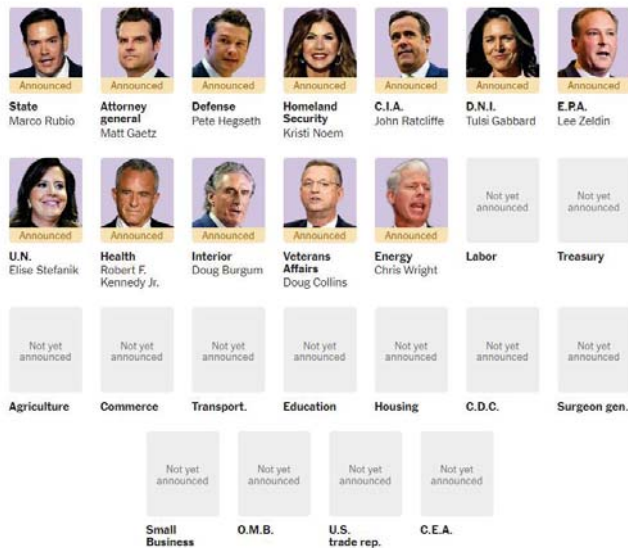 Announced
Announced
Announced
Announced
Announced
Announced
Announced
State
Marco Rubio
Attorney
general
Matt Gaetz
Defense
Pete Hegseth
Homeland
Security
Kristi Noem
C.I.A.
John Ratcliffe
D.N.I.
Tulsi Gabbard
E.P.A.
Lee Zeldin
Announced
Announced
Announced
Announced
Announced
Not yet
announced
Not yet
announced
U.N.
Elise Stefanik
Health
Robert F.
Kennedy Jr.
Interior
Doug Burgum
Veterans
Affairs
Doug Collins
Energy
Chris Wright
Labor
Treasury
Not yet
announced
Not yet
announced
Not yet
announced
Not yet
announced
Not yet
announced
Not yet
announced
Not yet
announced
Agriculture
Commerce
Transport.
Education
Housing
C.D.C.
Surgeon gen.
Not yet
announced
Not yet
announced
Not yet
announced
Not yet
announced
Small
Business
O.M.B.
U.S.
trade rep.
C.E.A.